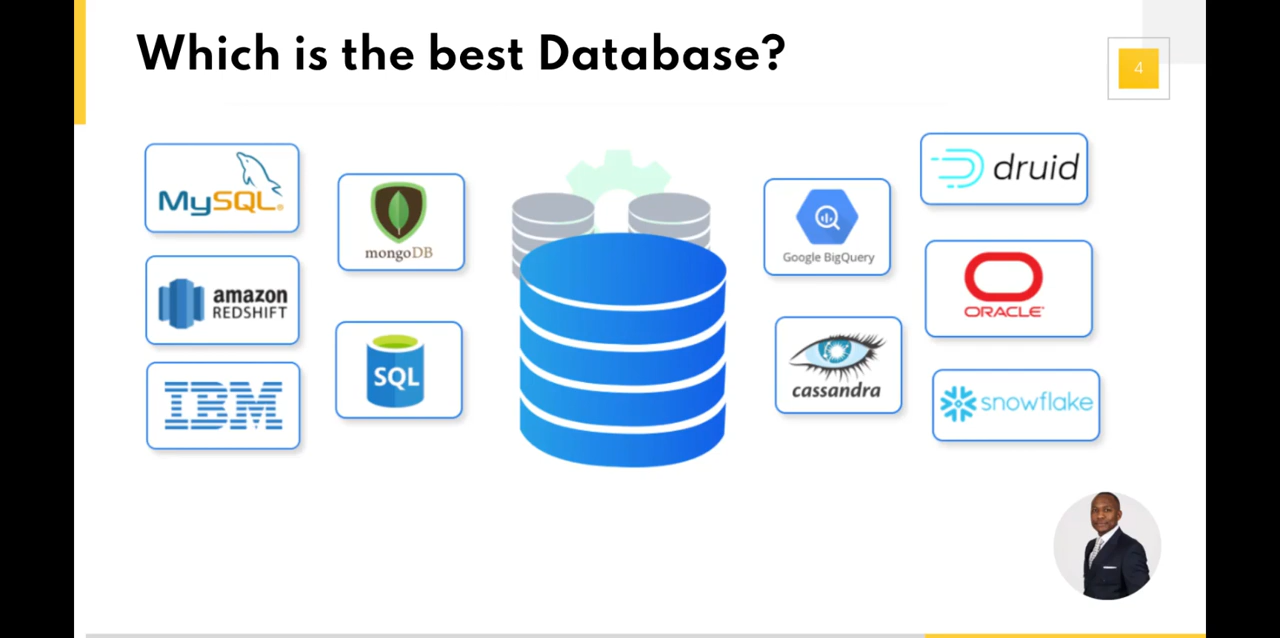 Which is the best Database?
4
MySQL®
mongoDB
amazon
REDSHIFT
SQL
IBM
Google BigQuery
druid
ORACLE®
cassandra
snowflake